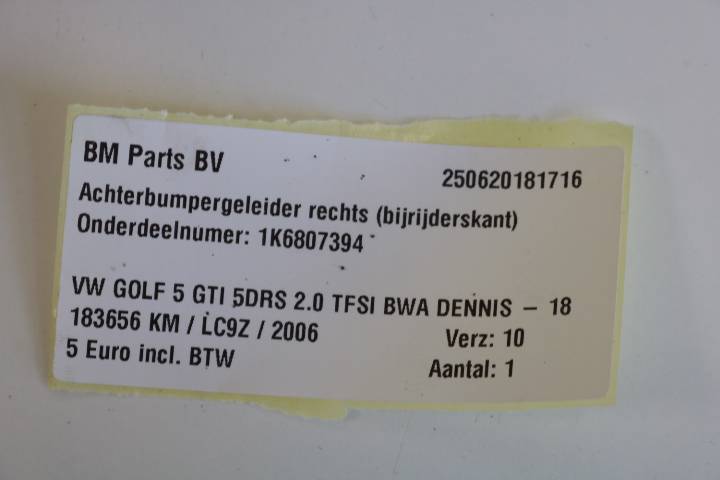 BM Parts BV 250620181716
Achterbumpergeleider rechts (bijrijderskant)
Onderdeelnumer: 1K6807394
VW GOLF 5 GTI 5DRS 2.0 TFSI BWA DENNIS – 18
183656 KM / LC9Z / 2006 Verz: 10
5 Euro incl. BTW Aantal: 1